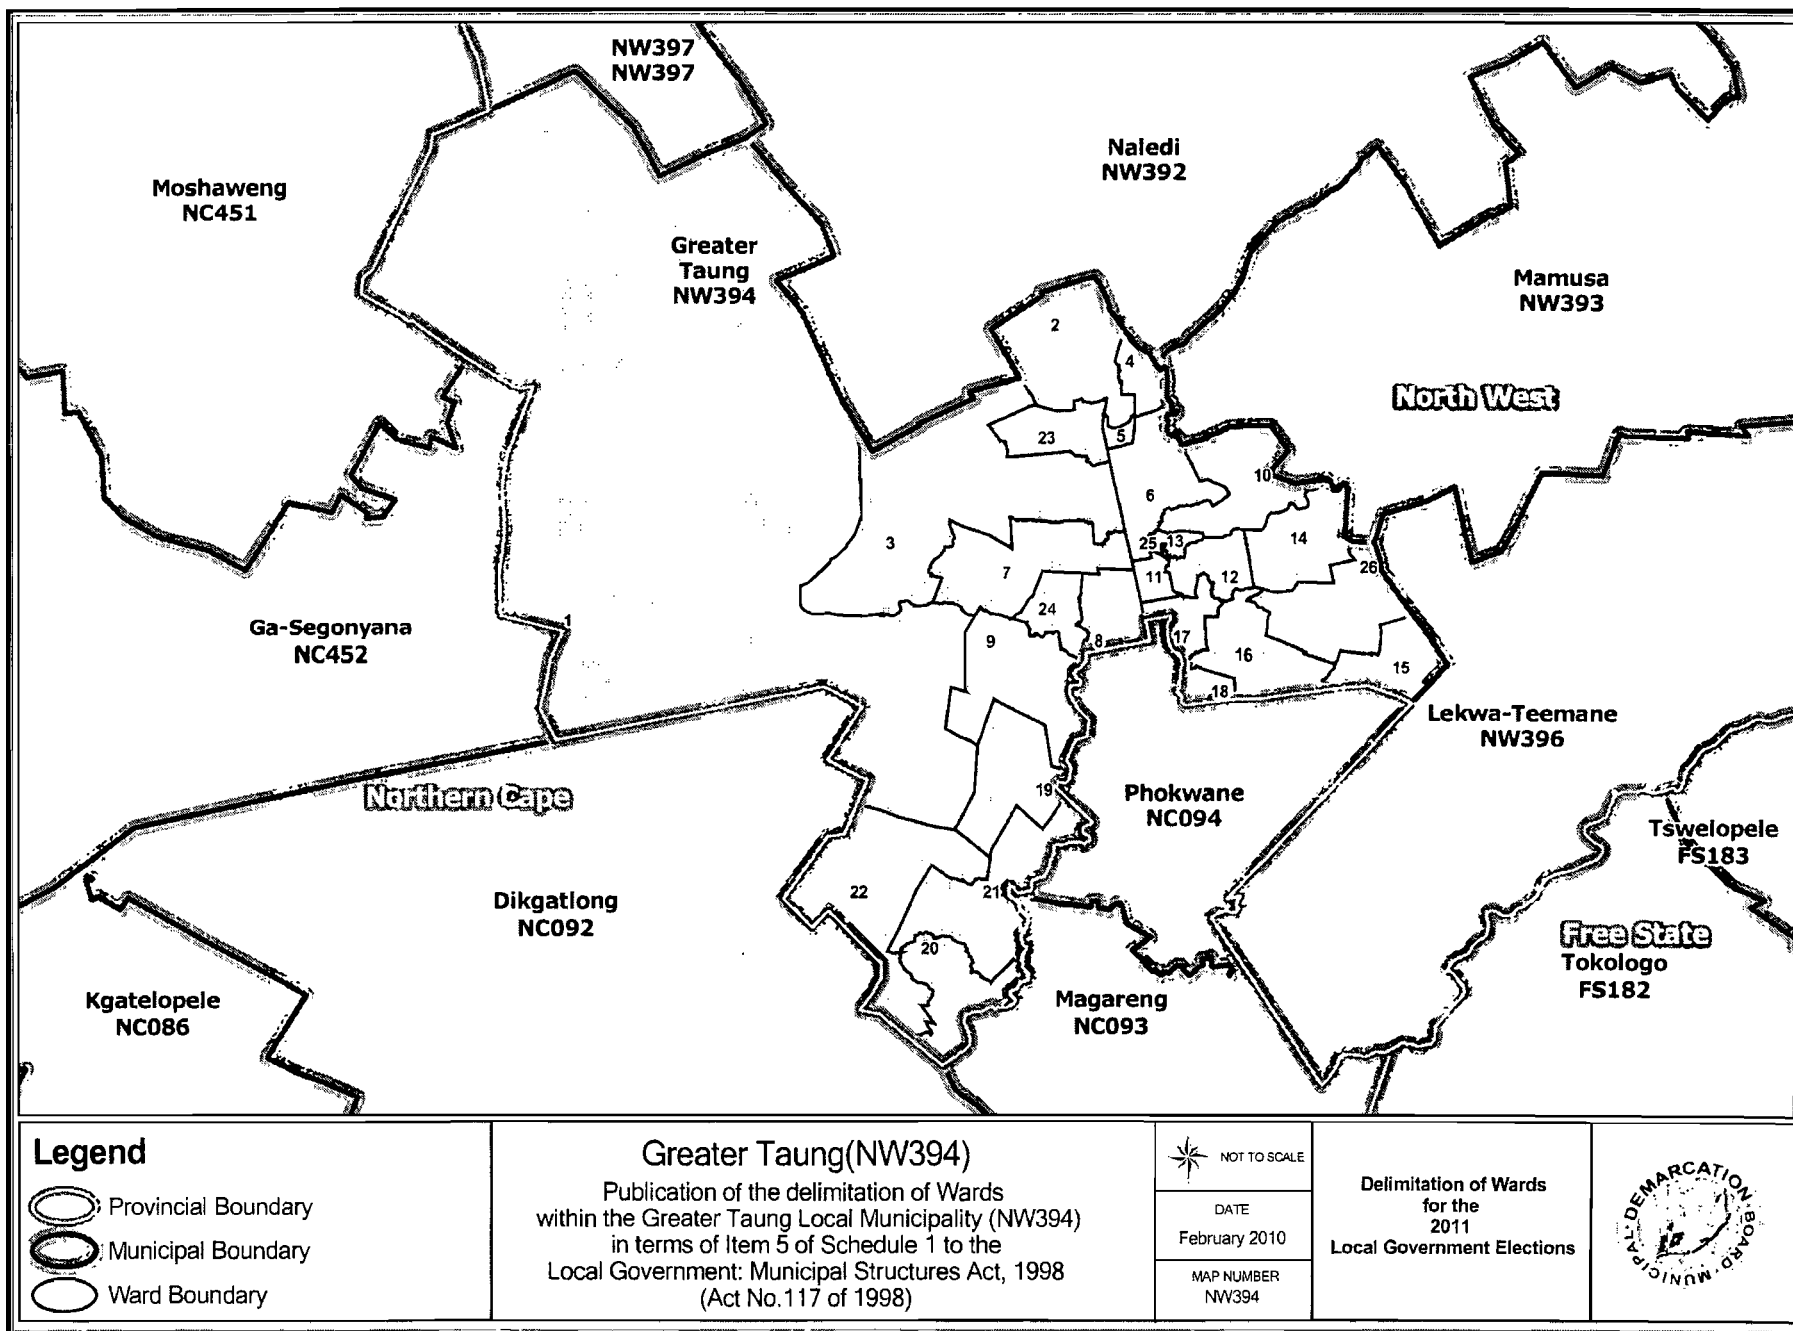 NW397
NW397
Naledi
NW392
Moshaweng
NC451
Greater
Taung
NW394
Mamusa
NW393
2
4
North West
23
5
10
6
3
25
13
14
7
11
12
26
24
1
Ga-Segonyana
NC452
9
8
17
16
15
18
Lekwa-Teemane
NW396
Northern Cape
19
Phokwane
NC094
Tswelopele
FS183
22
21
Dikgatlong
NC092
20
Free State
Tokologo
FS182
Kgatelopele
NC086
Magareng
NC093
Legend
Provincial Boundary
Municipal Boundary
Ward Boundary
Greater Taung(NW394)
Publication of the delimitation of Wards
within the Greater Taung Local Municipality (NW394)
in terms of Item 5 of Schedule 1 to the
Local Government: Municipal Structures Act, 1998
(Act No.117 of 1998)
NOT TO SCALE
DATE
February 2010
MAP NUMBER
NW394
Delimitation of Wards
for the
2011
Local Government Elections
MUNICIPAL DEMARCATION BOARD